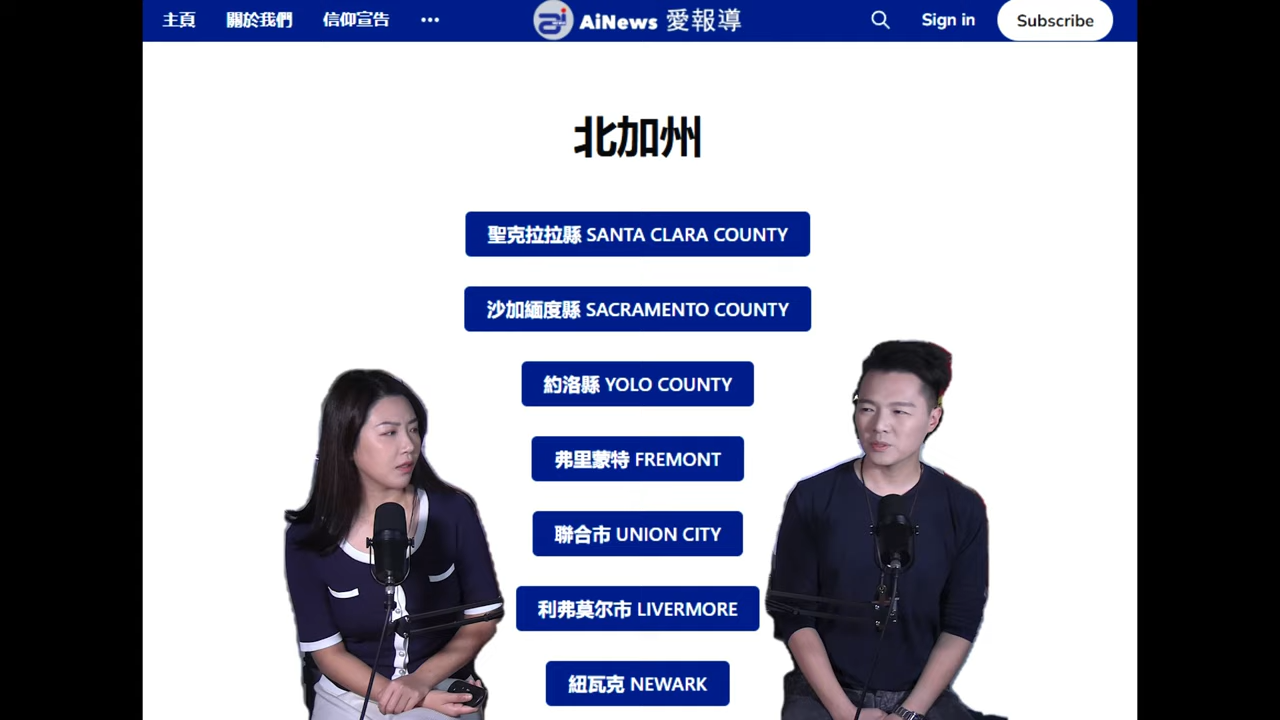 主頁 關於我們 信仰宣告 ••• AiNews 愛報導 Sign in Subscribe
北加州
聖克拉拉縣 SANTA CLARA COUNTY
沙加緬度縣 SACRAMENTO COUNTY
約洛縣 YOLO COUNTY
弗里蒙特 FREMONT
聯合市 UNION CITY
利弗莫尔市 LIVERMORE
紐瓦克 NEWARK